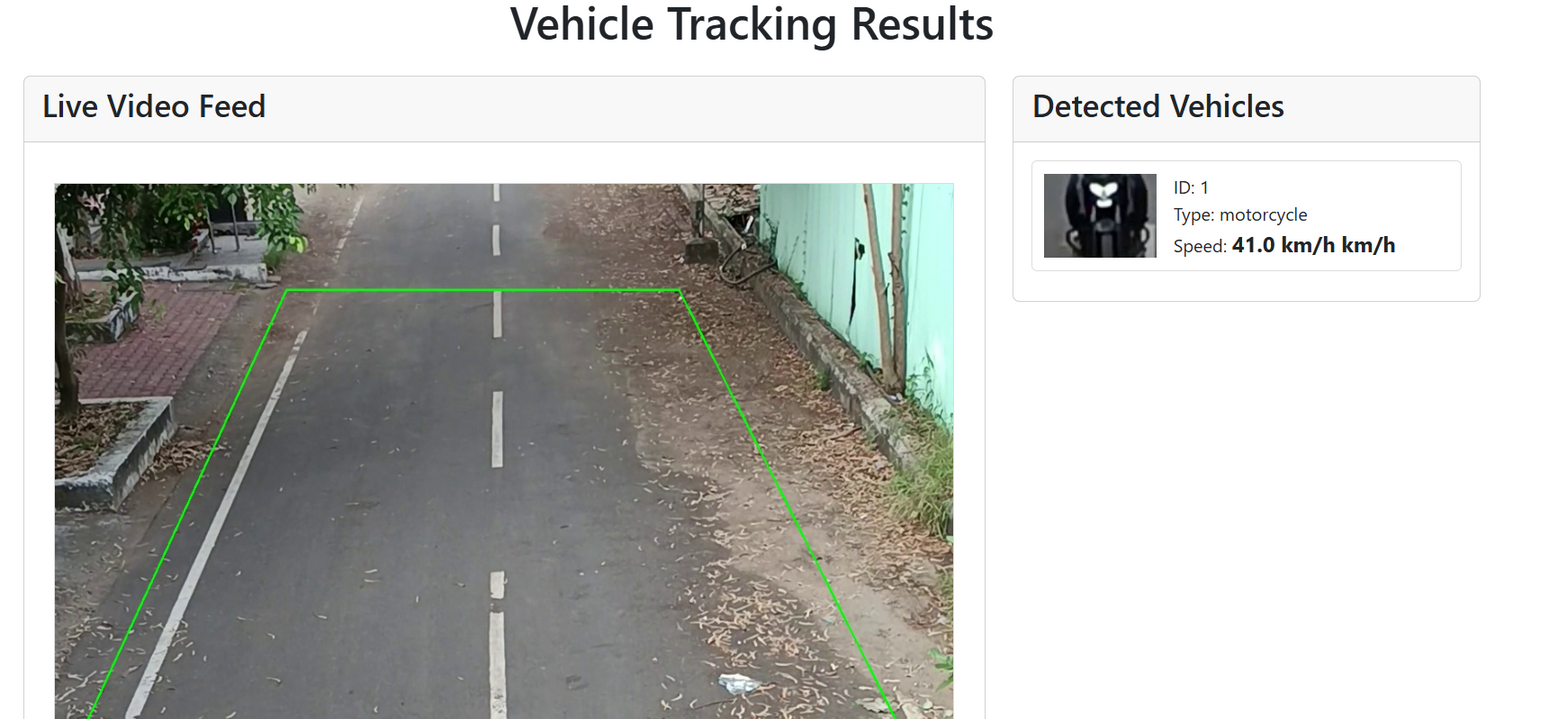 Vehicle Tracking Results
Live Video Feed
Detected Vehicles
ID: 1
Type: motorcycle
Speed: 41.0 km/h km/h